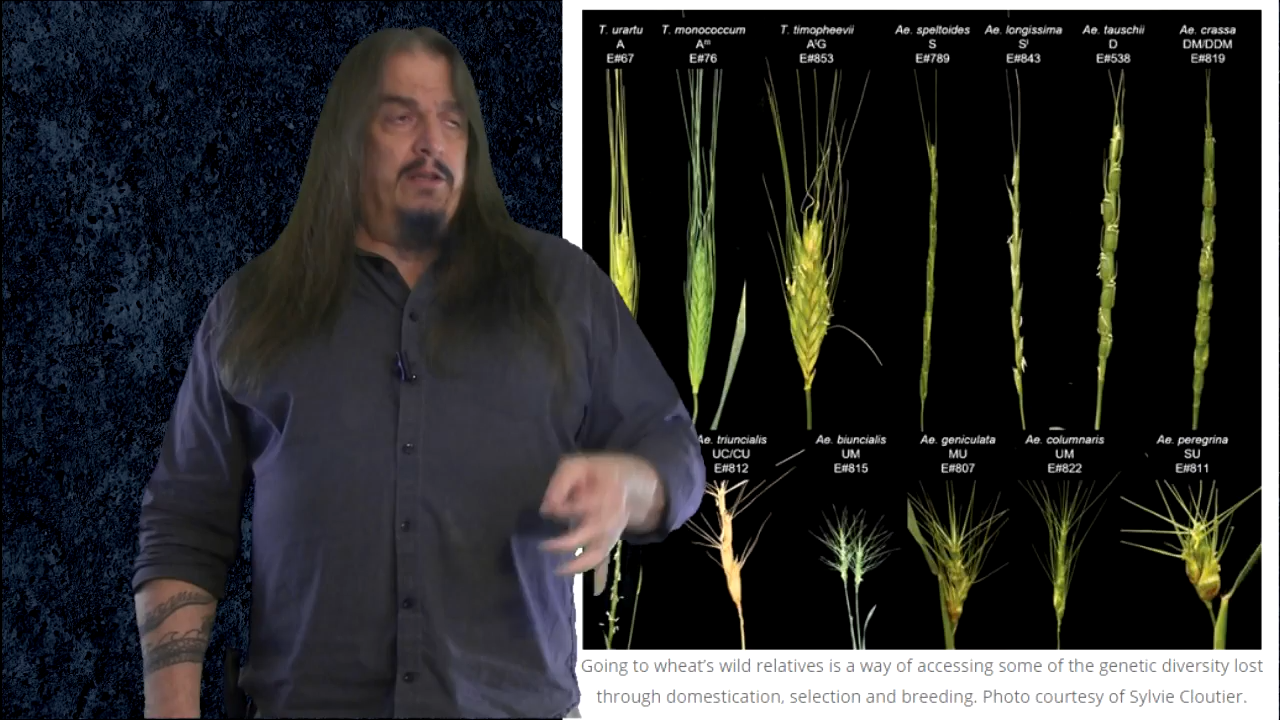 T. urartu T. monococcum T. timopheevii Ae. speltoides Ae. longissima Ae. tauschii Ae. crassa
A Aᵐ AᵗG S Sˡ D DM/DDM
E#67 E#76 E#853 E#789 E#843 E#538 E#819
Ae. triuncialis Ae. biuncialis Ae. geniculata Ae. columnaris Ae. peregrina
UC/CU UM MU UM SU
E#812 E#815 E#807 E#822 E#811
Going to wheat's wild relatives is a way of accessing some of the genetic diversity lost
through domestication, selection and breeding. Photo courtesy of Sylvie Cloutier.